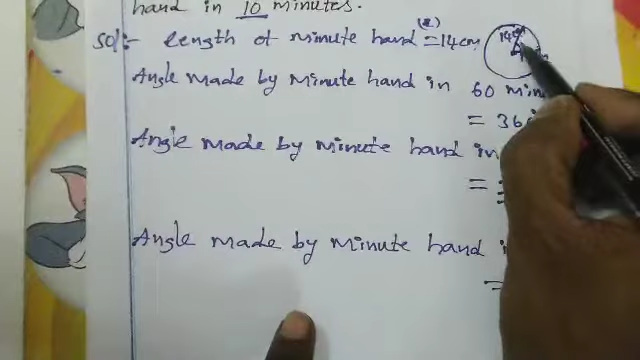 hand in 10 minutes.
Sol:- Length of minute hand (r) = 14cm
Angle made by minute hand in 60 min
= 36
Angle made by minute hand in
=
Angle made by minute hand
=